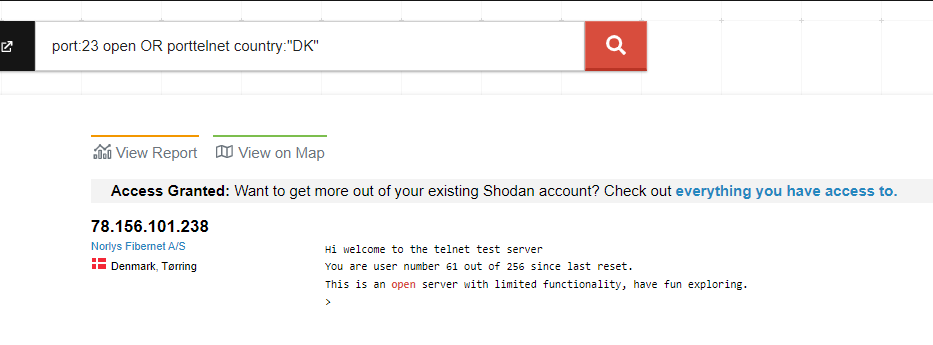 port:23 open OR porttelnet country:"DK"
View Report View on Map
Access Granted: Want to get more out of your existing Shodan account? Check out everything you have access to.
78.156.101.238
Norlys Fibernet A/S
Denmark, Tørring
Hi welcome to the telnet test server
You are user number 61 out of 256 since last reset.
This is an open server with limited functionality, have fun exploring.
>